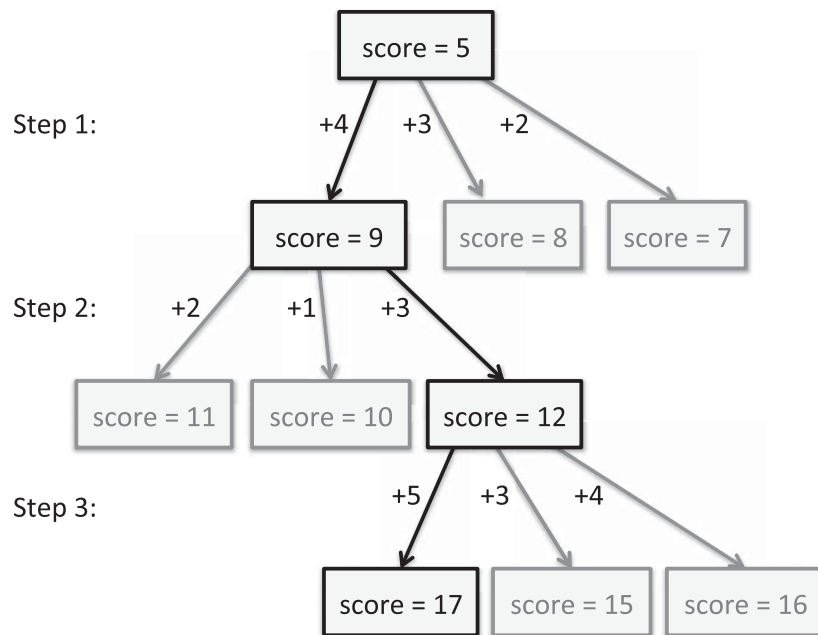 score = 5
Step 1:
+4
+3
+2
score = 9
score = 8
score = 7
Step 2:
+2
+1
+3
score = 11
score = 10
score = 12
Step 3:
+5
+3
+4
score = 17
score = 15
score = 16